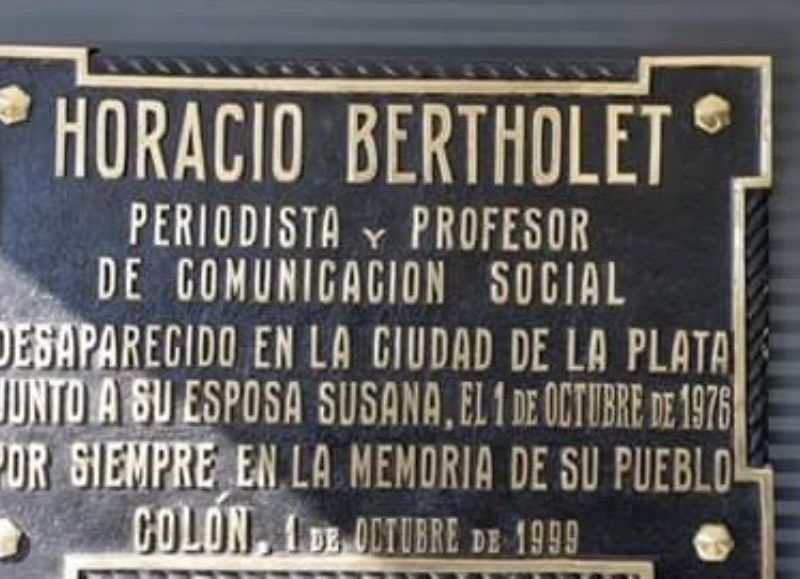 HORACIO BERTHOLET
PERIODISTA Y PROFESOR
DE COMUNICACION SOCIAL
DESAPARECIDO EN LA CIUDAD DE LA PLATA
JUNTO A SU ESPOSA SUSANA, EL 1 DE OCTUBRE DE 1976
POR SIEMPRE EN LA MEMORIA DE SU PUEBLO
COLÓN, 1 DE OCTUBRE DE 1999